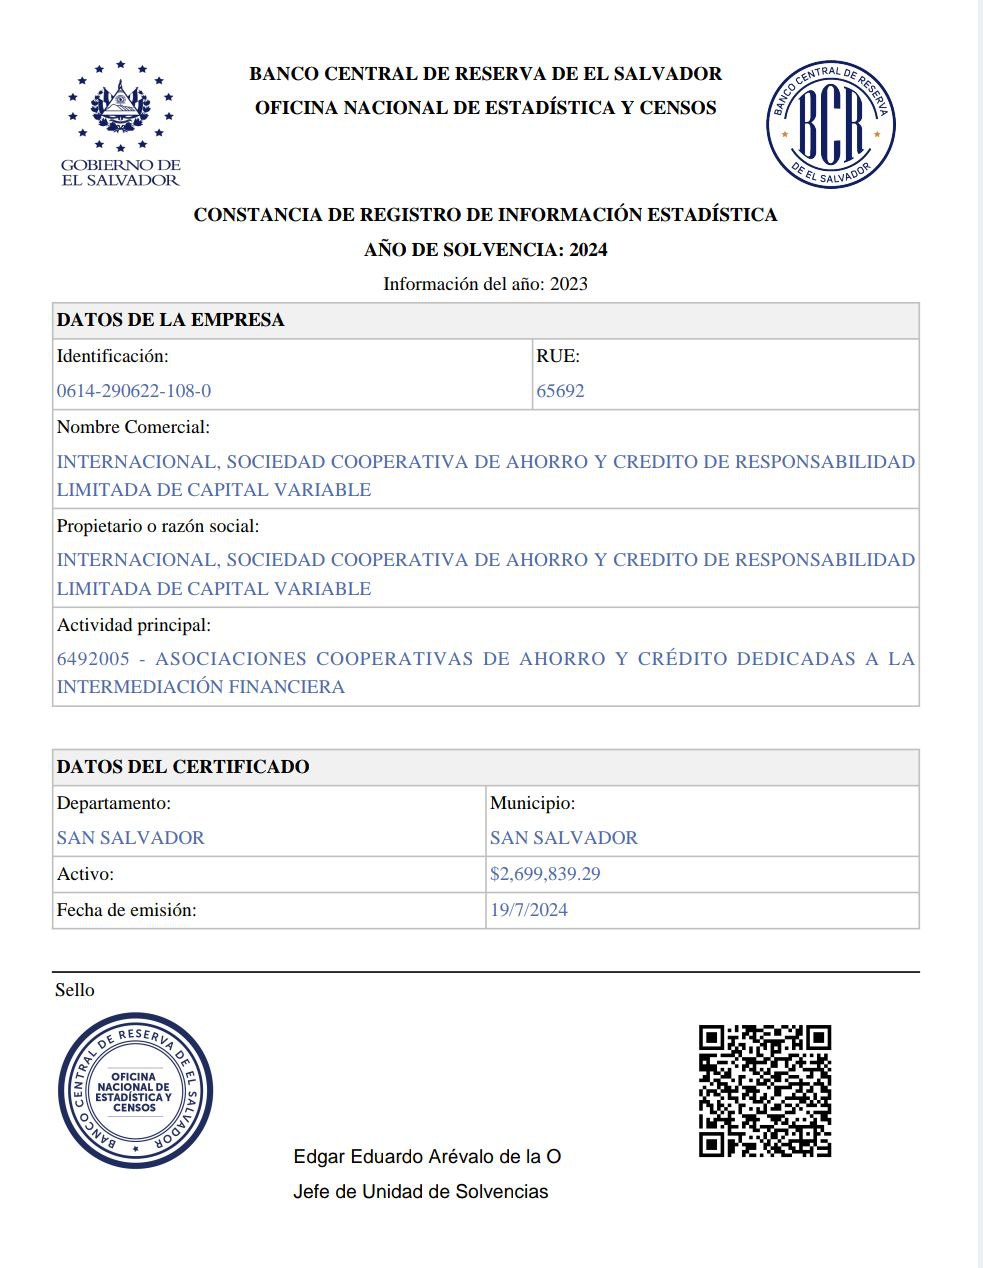 BANCO CENTRAL DE RESERVA DE EL SALVADOR
OFICINA NACIONAL DE ESTADÍSTICA Y CENSOS
GOBIERNO DE
EL SALVADOR
BANCO CENTRAL DE RESERVA
BCR
DE EL SALVADOR
CONSTANCIA DE REGISTRO DE INFORMACIÓN ESTADÍSTICA
AÑO DE SOLVENCIA: 2024
Información del año: 2023
DATOS DE LA EMPRESA
Identificación:
0614-290622-108-0
RUE:
65692
Nombre Comercial:
INTERNACIONAL, SOCIEDAD COOPERATIVA DE AHORRO Y CREDITO DE RESPONSABILIDAD
LIMITADA DE CAPITAL VARIABLE
Propietario o razón social:
INTERNACIONAL, SOCIEDAD COOPERATIVA DE AHORRO Y CREDITO DE RESPONSABILIDAD
LIMITADA DE CAPITAL VARIABLE
Actividad principal:
6492005 - ASOCIACIONES COOPERATIVAS DE AHORRO Y CRÉDITO DEDICADAS A LA
INTERMEDIACIÓN FINANCIERA
DATOS DEL CERTIFICADO
Departamento:
SAN SALVADOR
Municipio:
SAN SALVADOR
Activo:
$2,699,839.29
Fecha de emisión:
19/7/2024
Sello
BANCO CENTRAL DE RESERVA DE EL SALVADOR
OFICINA
NACIONAL DE
ESTADÍSTICA Y
CENSOS
Edgar Eduardo Arévalo de la O
Jefe de Unidad de Solvencias